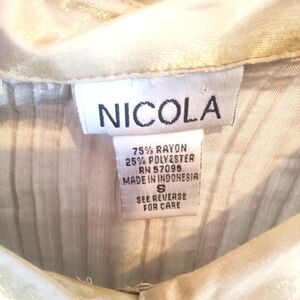 NICOLA
75% RAYON
25% POLYESTER
RN 57095
MADE IN INDONESIA
S
SEE REVERSE
FOR CARE